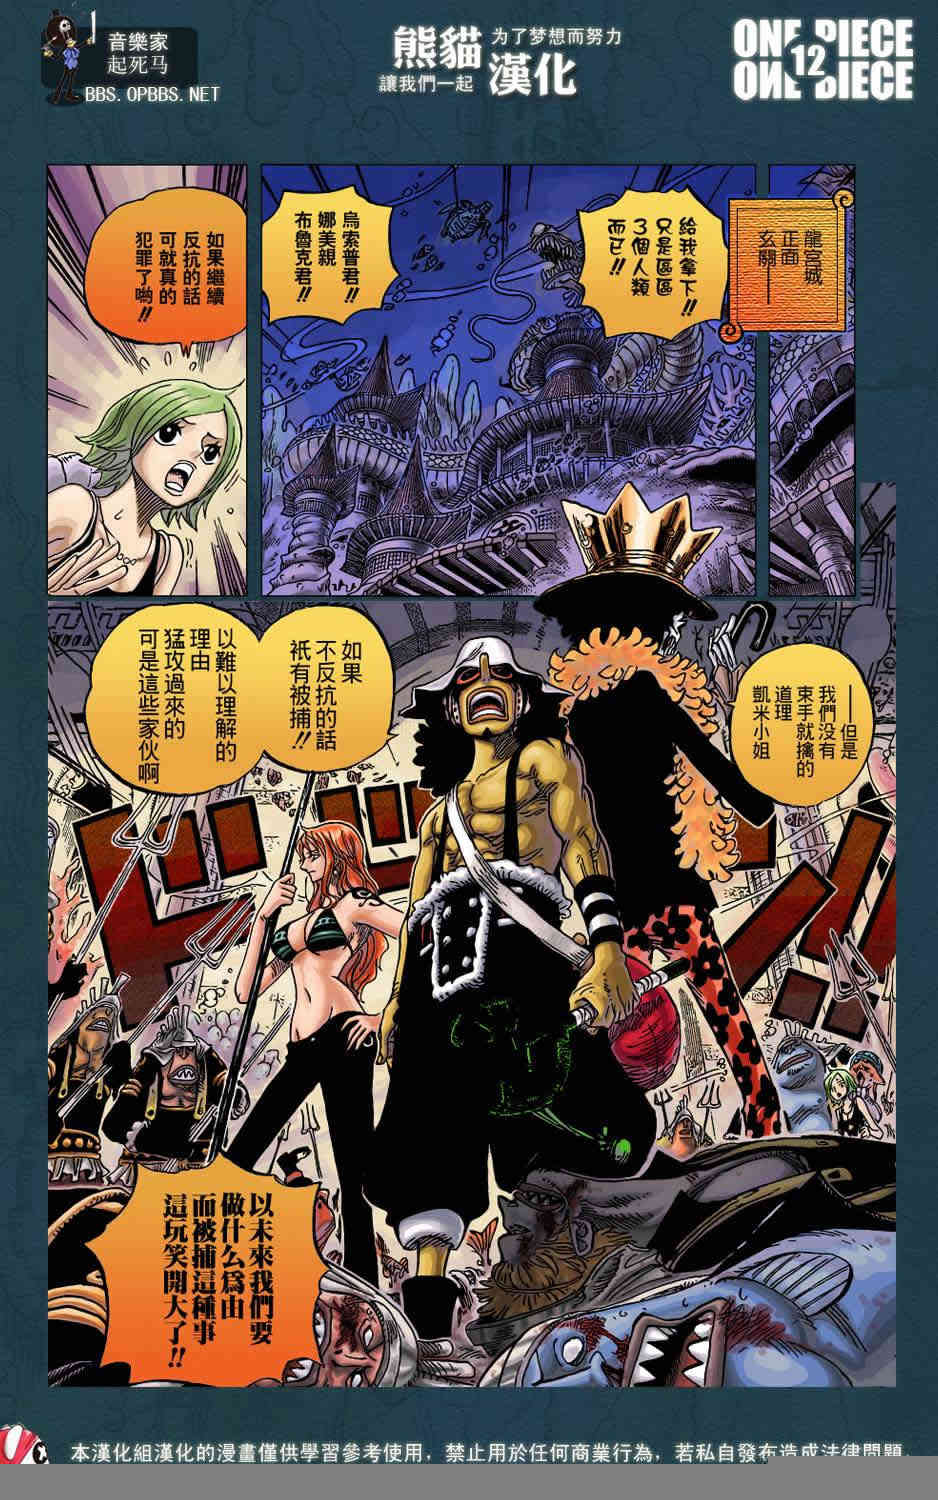 音樂家
起死马
BBS.OPBBS.NET
熊貓
为了梦想而努力
讓我們一起
漢化
ONE PIECE
12
ONE PIECE
龍宮城
正面
玄關——
給我拿下!!
只是區區
3個人類
而已!!
烏索普君!!
娜美親
布魯克君!!
如果繼續
反抗的話
可就真的
犯罪了喲!!
——但是
我們没有
束手就擒的
道理
凱米小姐
如果
不反抗的話
衹有被捕!!
以難以理解的
理由
猛攻過來的
可是這些家伙啊
ドドン!!
以未來我們要
做什么爲由
而被捕這種事
這玩笑開大了!!
本漢化組漢化的漫畫僅供學習參考使用，禁止用於任何商業行為，若私自發布造成法律問題，